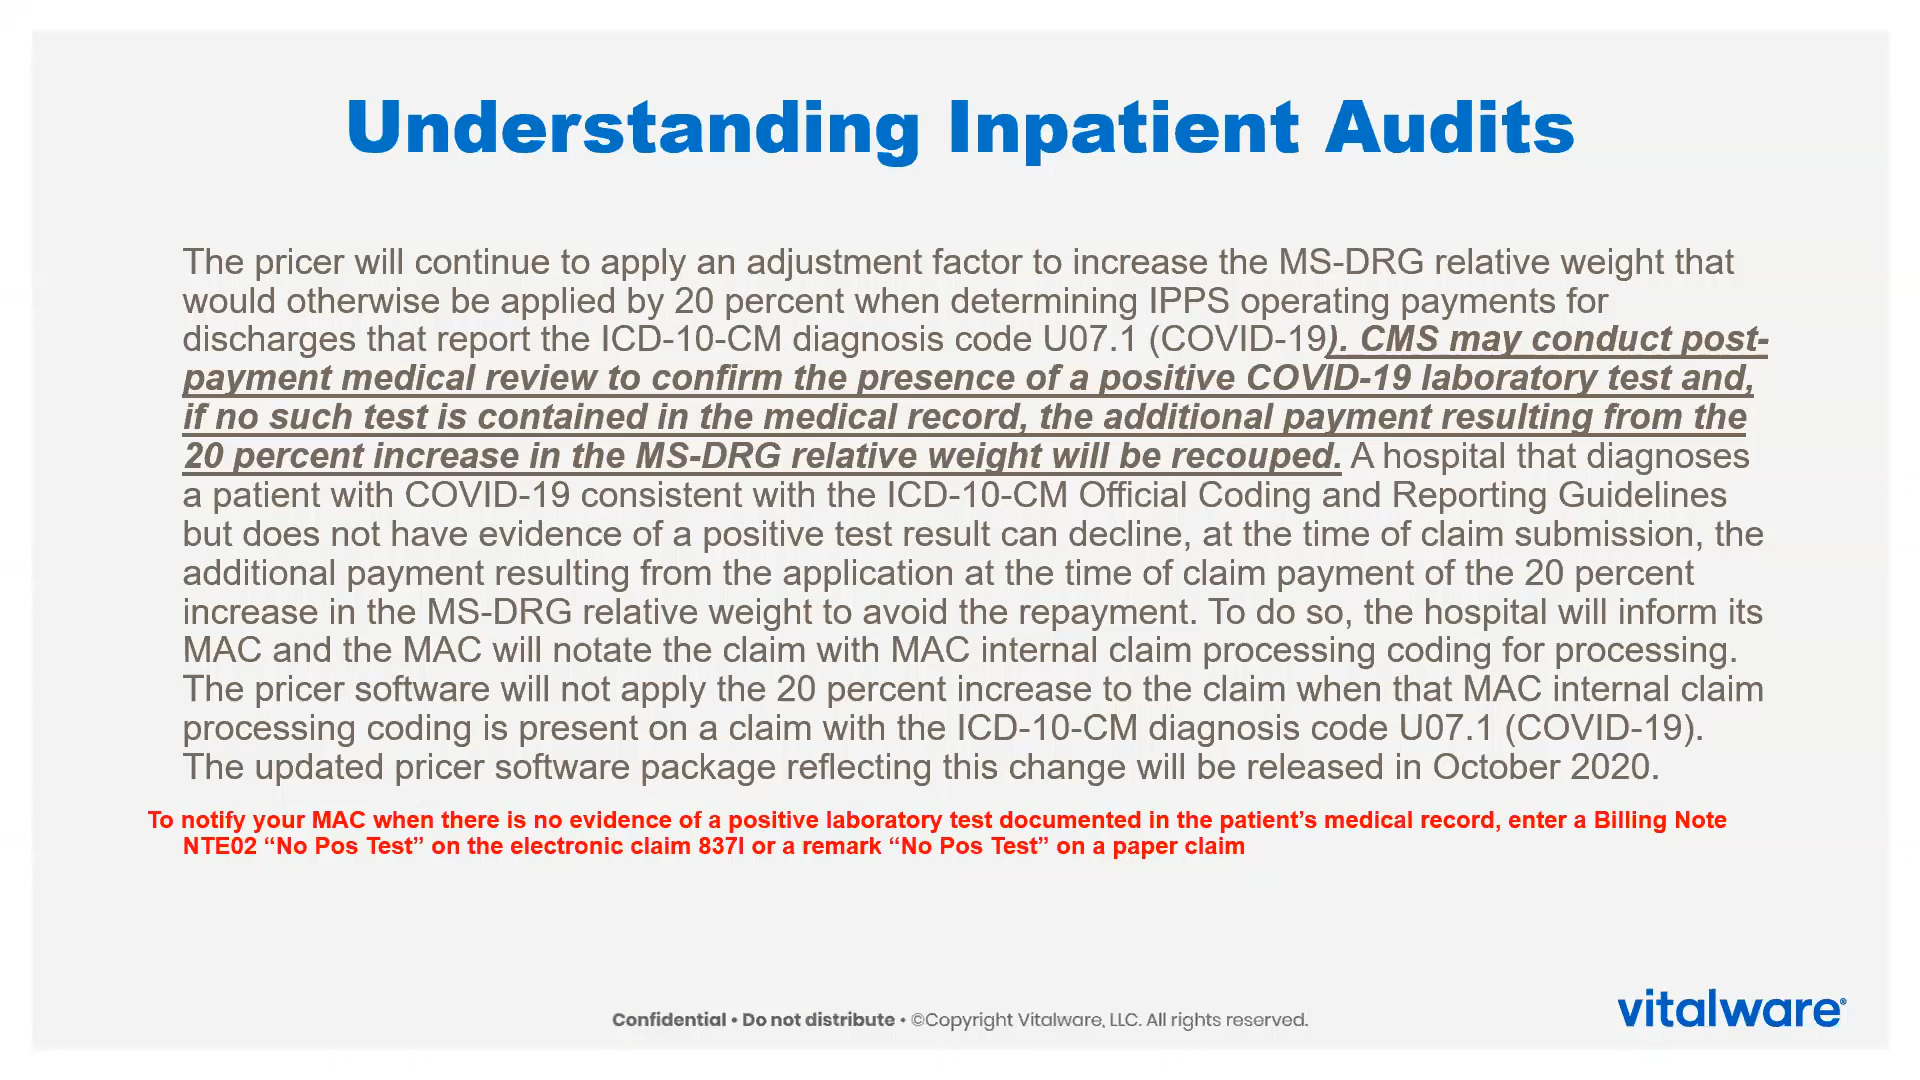 Understanding Inpatient Audits
The pricer will continue to apply an adjustment factor to increase the MS-DRG relative weight that
would otherwise be applied by 20 percent when determining IPPS operating payments for
discharges that report the ICD-10-CM diagnosis code U07.1 (COVID-19). CMS may conduct post-
payment medical review to confirm the presence of a positive COVID-19 laboratory test and,
if no such test is contained in the medical record, the additional payment resulting from the
20 percent increase in the MS-DRG relative weight will be recouped. A hospital that diagnoses
a patient with COVID-19 consistent with the ICD-10-CM Official Coding and Reporting Guidelines
but does not have evidence of a positive test result can decline, at the time of claim submission, the
additional payment resulting from the application at the time of claim payment of the 20 percent
increase in the MS-DRG relative weight to avoid the repayment. To do so, the hospital will inform its
MAC and the MAC will notate the claim with MAC internal claim processing coding for processing.
The pricer software will not apply the 20 percent increase to the claim when that MAC internal claim
processing coding is present on a claim with the ICD-10-CM diagnosis code U07.1 (COVID-19).
The updated pricer software package reflecting this change will be released in October 2020.
To notify your MAC when there is no evidence of a positive laboratory test documented in the patient’s medical record, enter a Billing Note
NTE02 “No Pos Test” on the electronic claim 837I or a remark “No Pos Test” on a paper claim
Confidential • Do not distribute • ©Copyright Vitalware, LLC. All rights reserved.
vitalware®